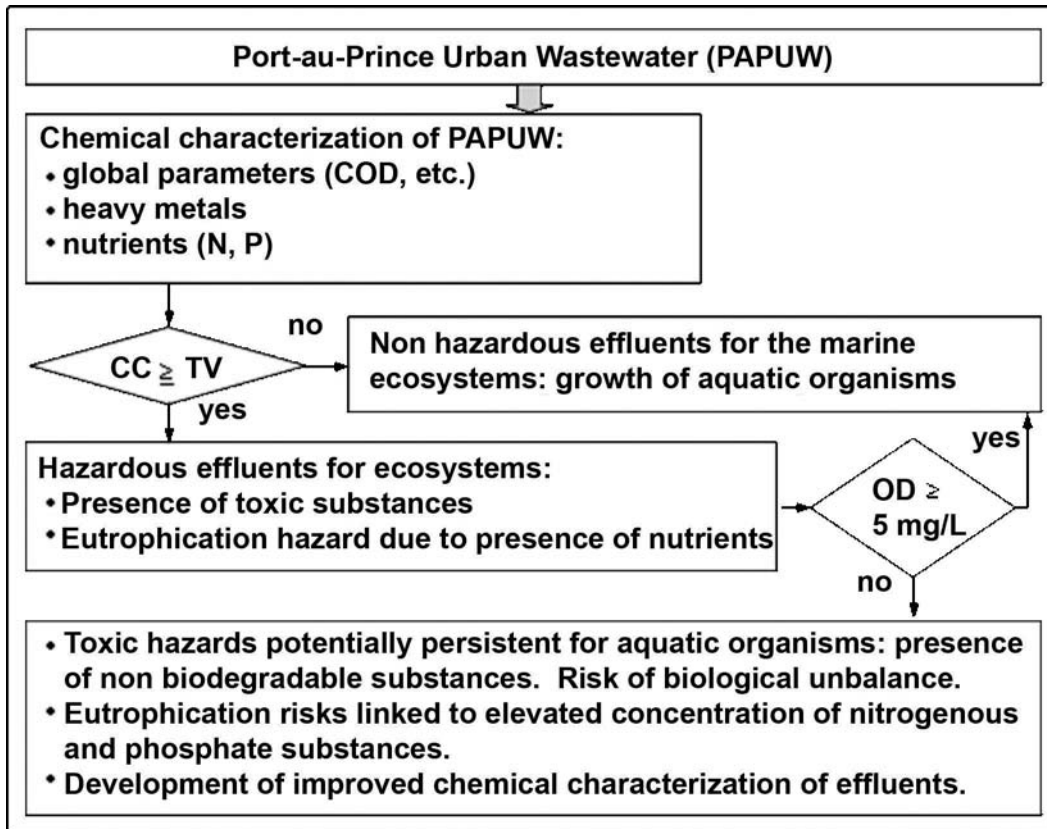 Port-au-Prince Urban Wastewater (PAPUW)
Chemical characterization of PAPUW:
• global parameters (COD, etc.)
• heavy metals
• nutrients (N, P)
CC ≥ TV
no
Non hazardous effluents for the marine
ecosystems: growth of aquatic organisms
yes
Hazardous effluents for ecosystems:
• Presence of toxic substances
• Eutrophication hazard due to presence of nutrients
OD ≥
5 mg/L
yes
no
• Toxic hazards potentially persistent for aquatic organisms: presence
of non biodegradable substances. Risk of biological unbalance.
• Eutrophication risks linked to elevated concentration of nitrogenous
and phosphate substances.
• Development of improved chemical characterization of effluents.